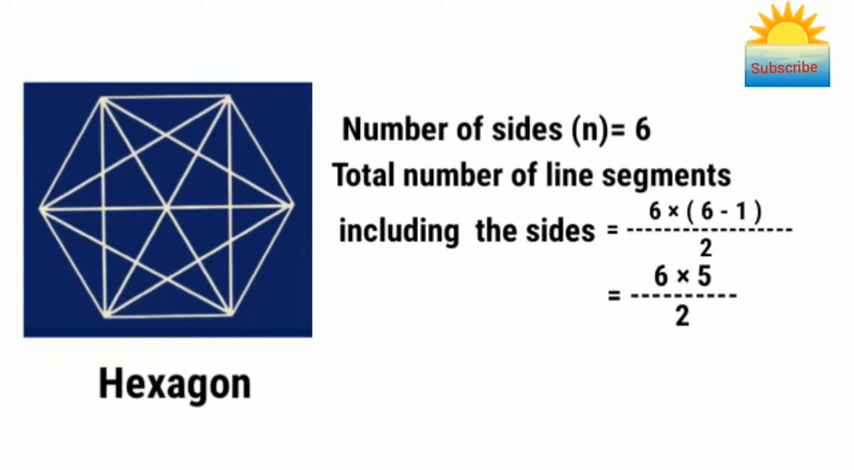 Subscribe
Number of sides (n)= 6
Total number of line segments
including the sides = 6 × ( 6 - 1 )
---------------
2
= 6 × 5
----------
2
Hexagon